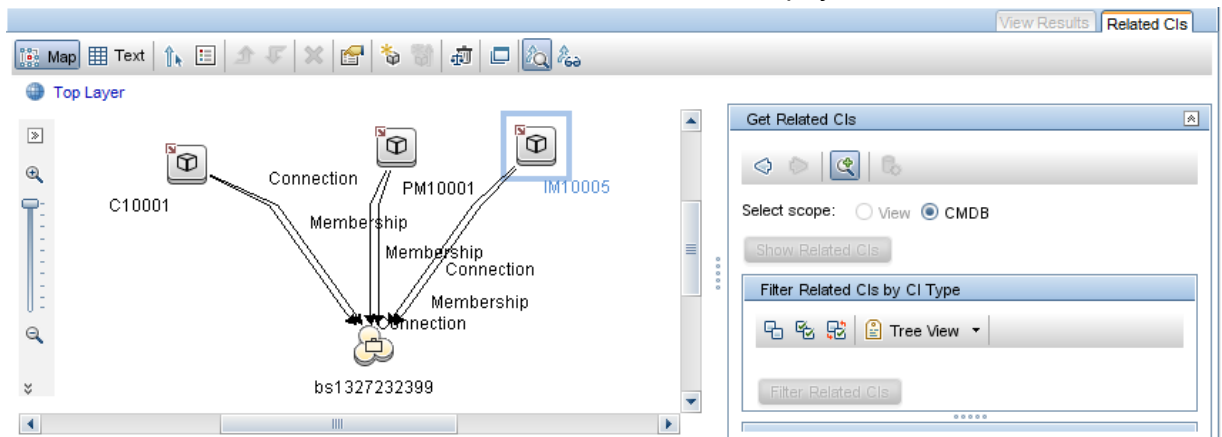 View Results Related CIs
Map Text
Top Layer
Get Related CIs
C10001
Connection
PM10001
IM10005
Membership
Membership
Connection
Membership
Connection
bs1327232399
Select scope: View CMDB
Show Related CIs
Filter Related CIs by CI Type
Tree View
Filter Related CIs